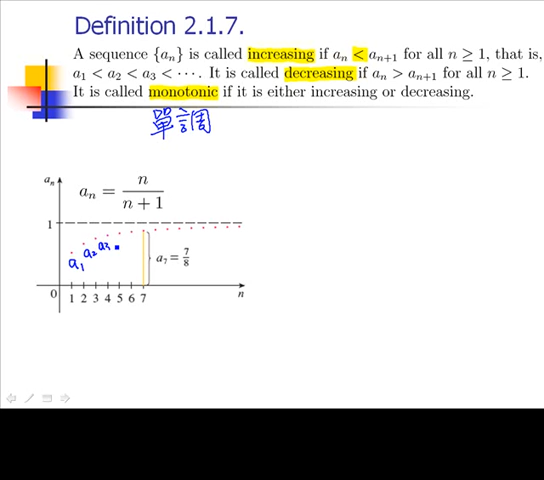 Definition 2.1.7.
A sequence {aₙ} is called increasing if aₙ < aₙ₊₁ for all n ≥ 1, that is,
a₁ < a₂ < a₃ < ⋯. It is called decreasing if aₙ > aₙ₊₁ for all n ≥ 1.
It is called monotonic if it is either increasing or decreasing.
單調
aₙ
aₙ = n / (n + 1)
1
a₁ a₂ a₃
a₇ = 7/8
0 1 2 3 4 5 6 7 n